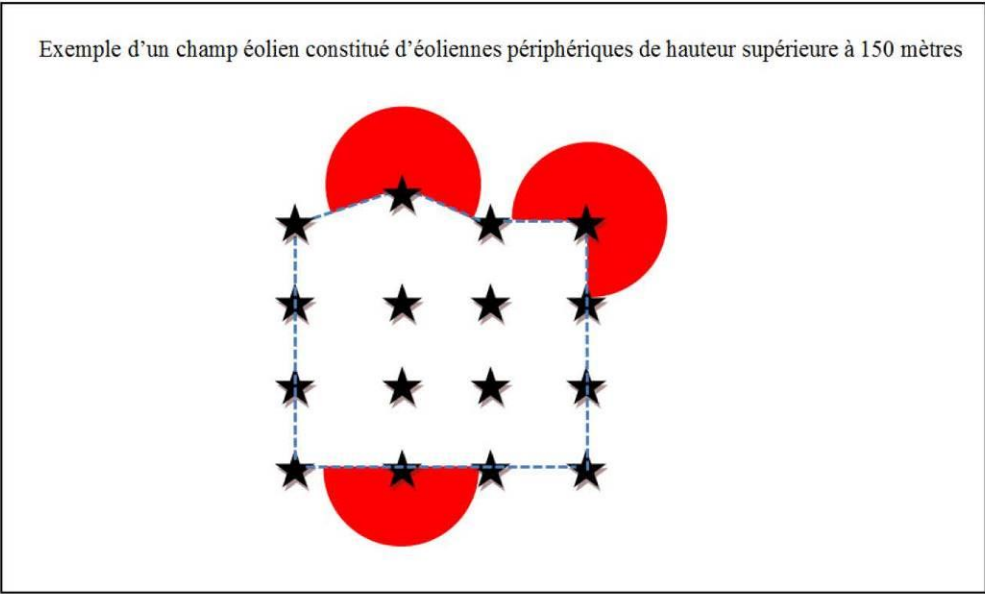 Exemple d’un champ éolien constitué d’éoliennes périphériques de hauteur supérieure à 150 mètres